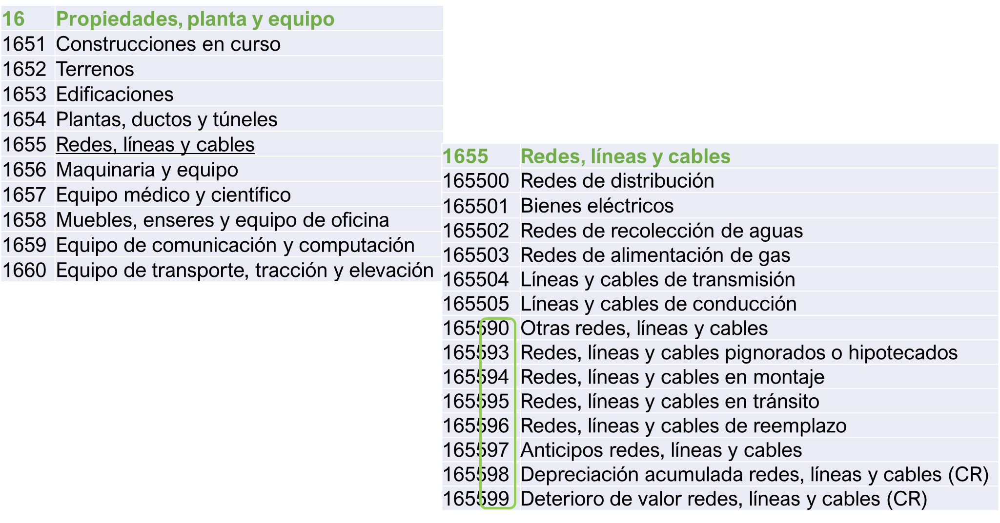 16 Propiedades, planta y equipo
1651 Construcciones en curso
1652 Terrenos
1653 Edificaciones
1654 Plantas, ductos y túneles
1655 Redes, líneas y cables
1656 Maquinaria y equipo
1657 Equipo médico y científico
1658 Muebles, enseres y equipo de oficina
1659 Equipo de comunicación y computación
1660 Equipo de transporte, tracción y elevación
1655 Redes, líneas y cables
165500 Redes de distribución
165501 Bienes eléctricos
165502 Redes de recolección de aguas
165503 Redes de alimentación de gas
165504 Líneas y cables de transmisión
165505 Líneas y cables de conducción
165590 Otras redes, líneas y cables
165593 Redes, líneas y cables pignorados o hipotecados
165594 Redes, líneas y cables en montaje
165595 Redes, líneas y cables en tránsito
165596 Redes, líneas y cables de reemplazo
165597 Anticipos redes, líneas y cables
165598 Depreciación acumulada redes, líneas y cables (CR)
165599 Deterioro de valor redes, líneas y cables (CR)